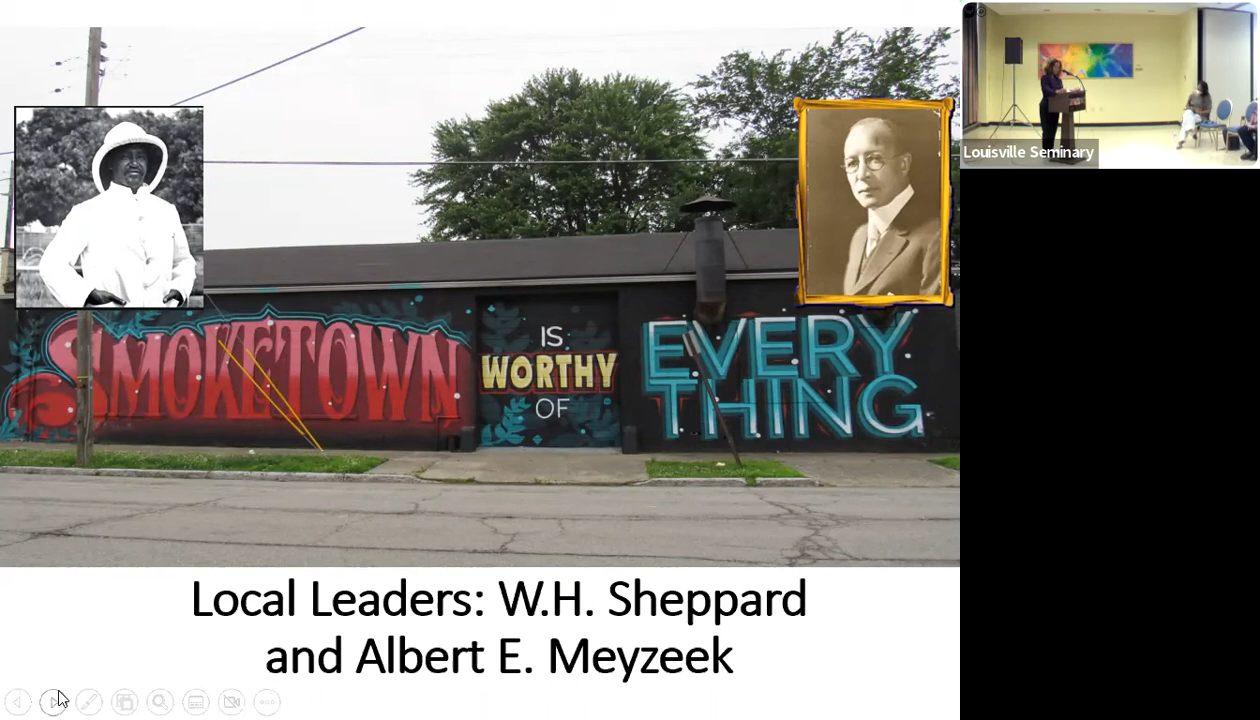 SMOKETOWN
IS
WORTHY
OF
EVERY
THING
Louisville Seminary
Local Leaders: W.H. Sheppard
and Albert E. Meyzeek